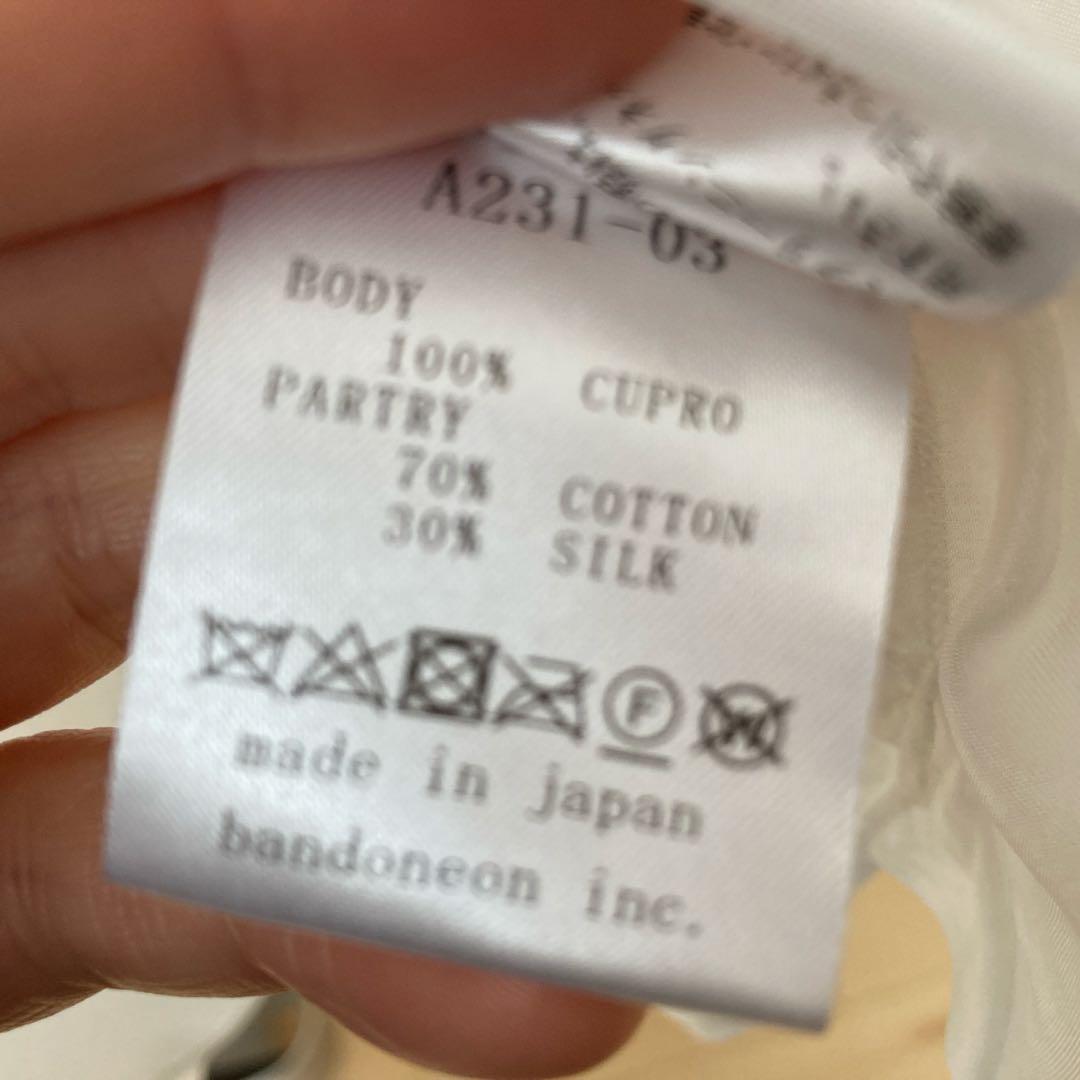 A231-03
BODY
100% CUPRO
PARTRY
70% COTTON
30% SILK
F
W
made in japan
bandoneon inc.